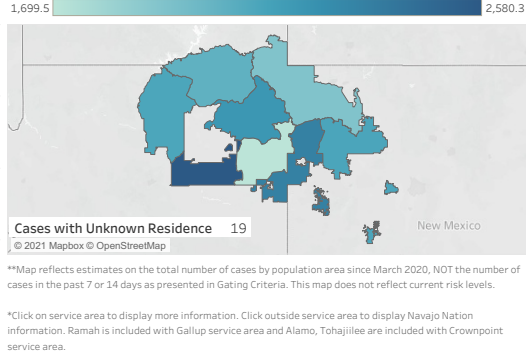 1,699.5 2,580.3
New Mexico
Cases with Unknown Residence 19
© 2021 Mapbox © OpenStreetMap
**Map reflects estimates on the total number of cases by population area since March 2020, NOT the number of
cases in the past 7 or 14 days as presented in Gating Criteria. This map does not reflect current risk levels.
*Click on service area to display more information. Click outside service area to display Navajo Nation
information. Ramah is included with Gallup service area and Alamo, Tohajiilee are included with Crownpoint
service area.